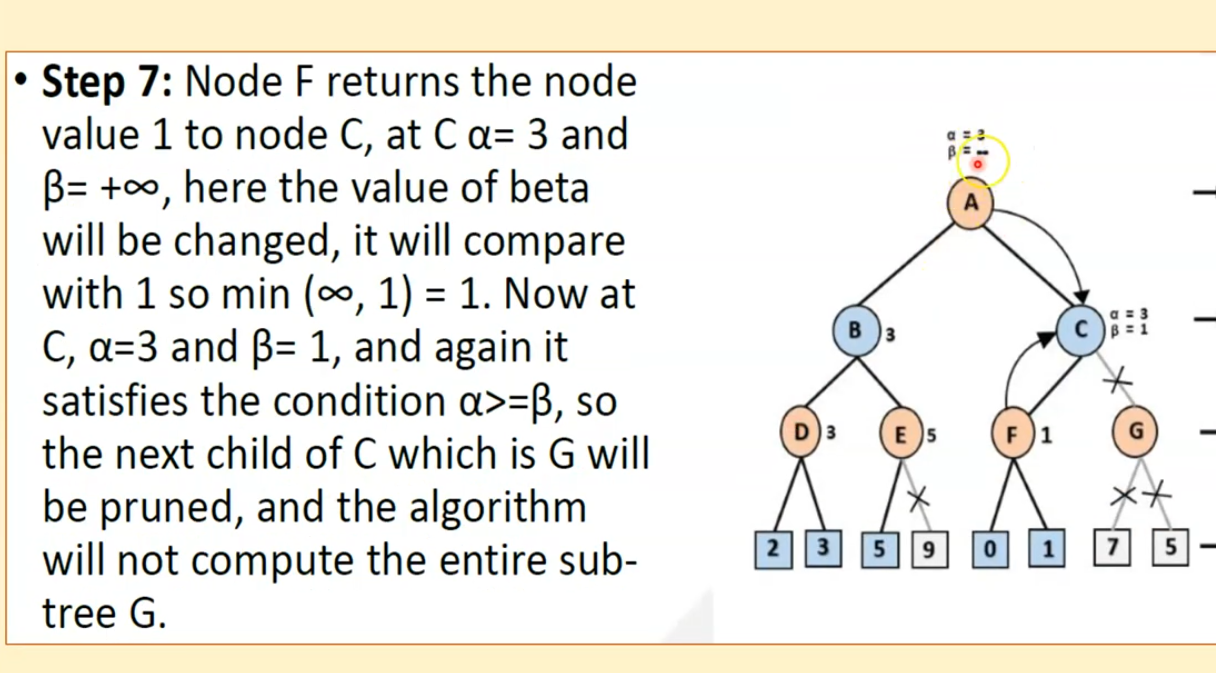 • Step 7: Node F returns the node
value 1 to node C, at C α= 3 and
β= +∞, here the value of beta
will be changed, it will compare
with 1 so min (∞, 1) = 1. Now at
C, α=3 and β= 1, and again it
satisfies the condition α>=β, so
the next child of C which is G will
be pruned, and the algorithm
will not compute the entire sub-
tree G.
α = 3
β =
A
B 3
C α = 3
β = 1
D 3
E 5
F 1
G
2 3 5 9 0 1 7 5